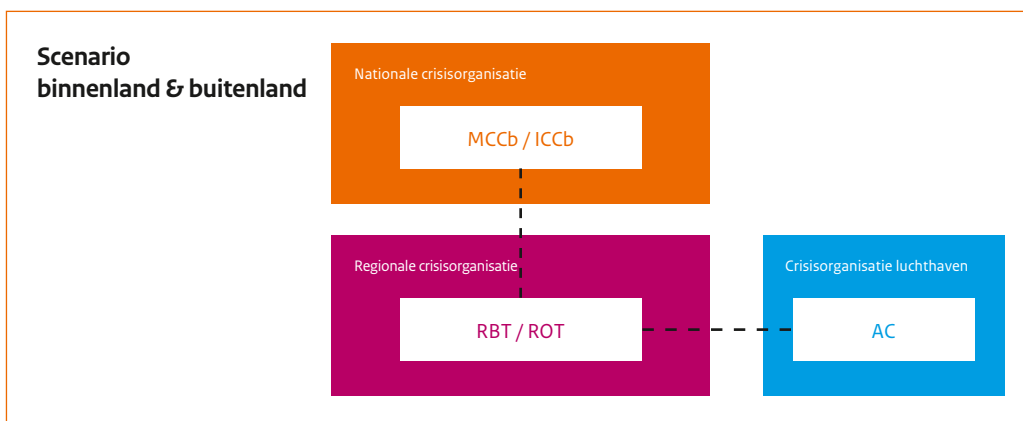 Scenario
binnenland & buitenland
Nationale crisisorganisatie
MCCb / ICCb
Regionale crisisorganisatie
RBT / ROT
Crisisorganisatie luchthaven
AC